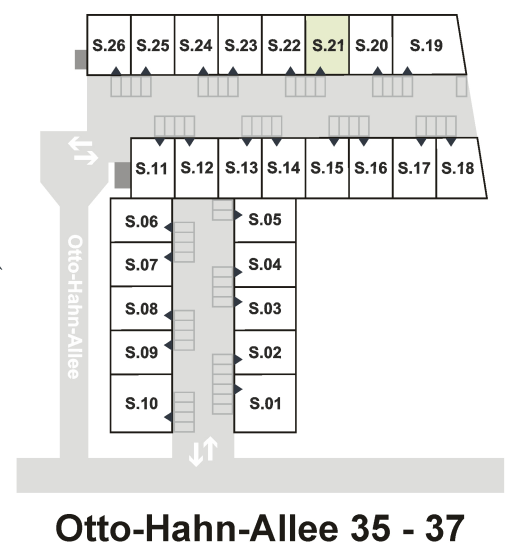 S.26 S.25 S.24 S.23 S.22 S.21 S.20 S.19
S.11 S.12 S.13 S.14 S.15 S.16 S.17 S.18
S.06 S.05
S.07 S.04
S.08 S.03
S.09 S.02
S.10 S.01
Otto-Hahn-Allee
Otto-Hahn-Allee 35 - 37